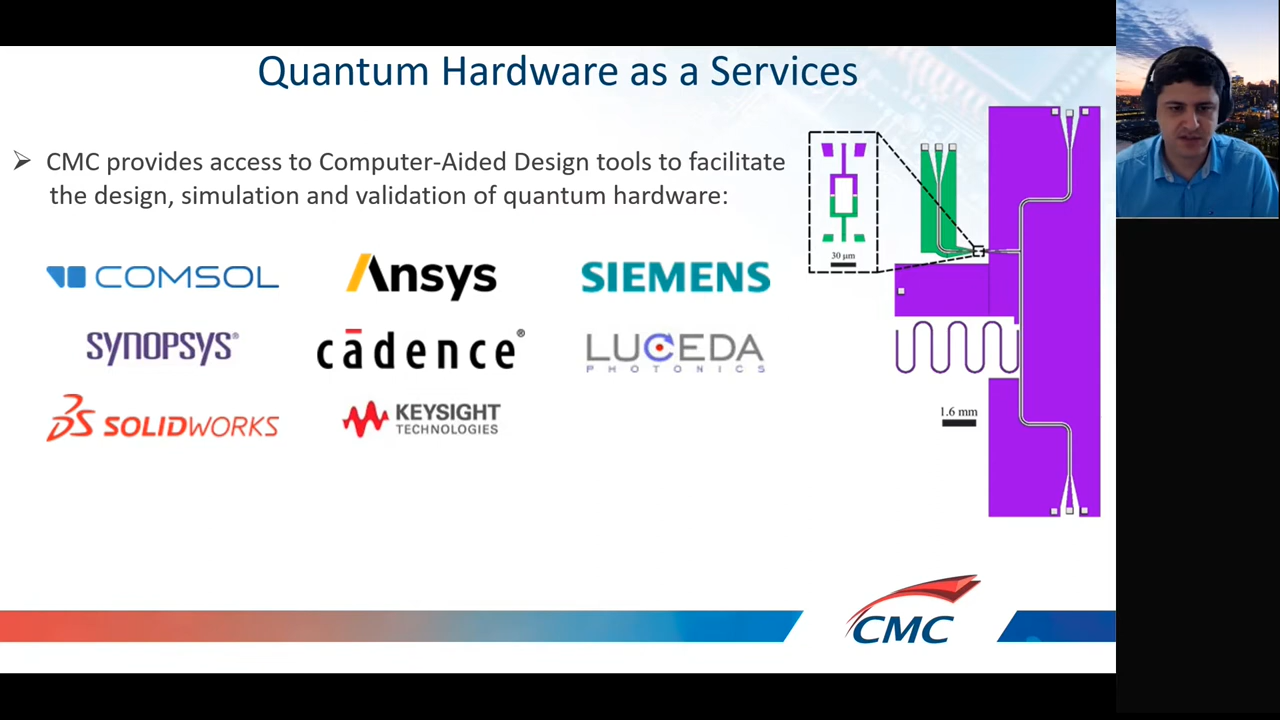 Quantum Hardware as a Services
➢ CMC provides access to Computer-Aided Design tools to facilitate
the design, simulation and validation of quantum hardware:
COMSOL
Ansys
SIEMENS
SYNOPSYS®
cādence®
LUCEDA
PHOTONICS
SOLIDWORKS
KEYSIGHT
TECHNOLOGIES
30 μm
1.6 mm
CMC